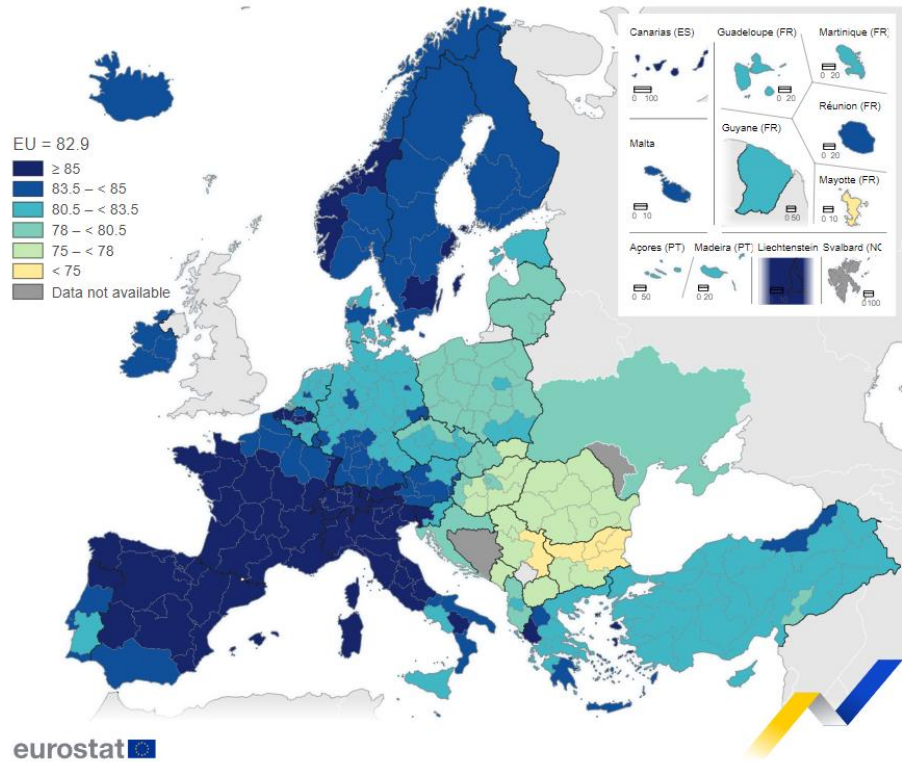 EU = 82.9
≥ 85
83.5 – < 85
80.5 – < 83.5
78 – < 80.5
75 – < 78
< 75
Data not available
Canarias (ES)
0 100
Guadeloupe (FR)
0 20
Martinique (FR
0 20
Malta
0 10
Guyane (FR)
0 50
Réunion (FR)
0 20
Mayotte (FR)
0 10
Açores (PT)
0 50
Madeira (PT
0 20
Liechtenstein
Svalbard (NO
0 100
eurostat